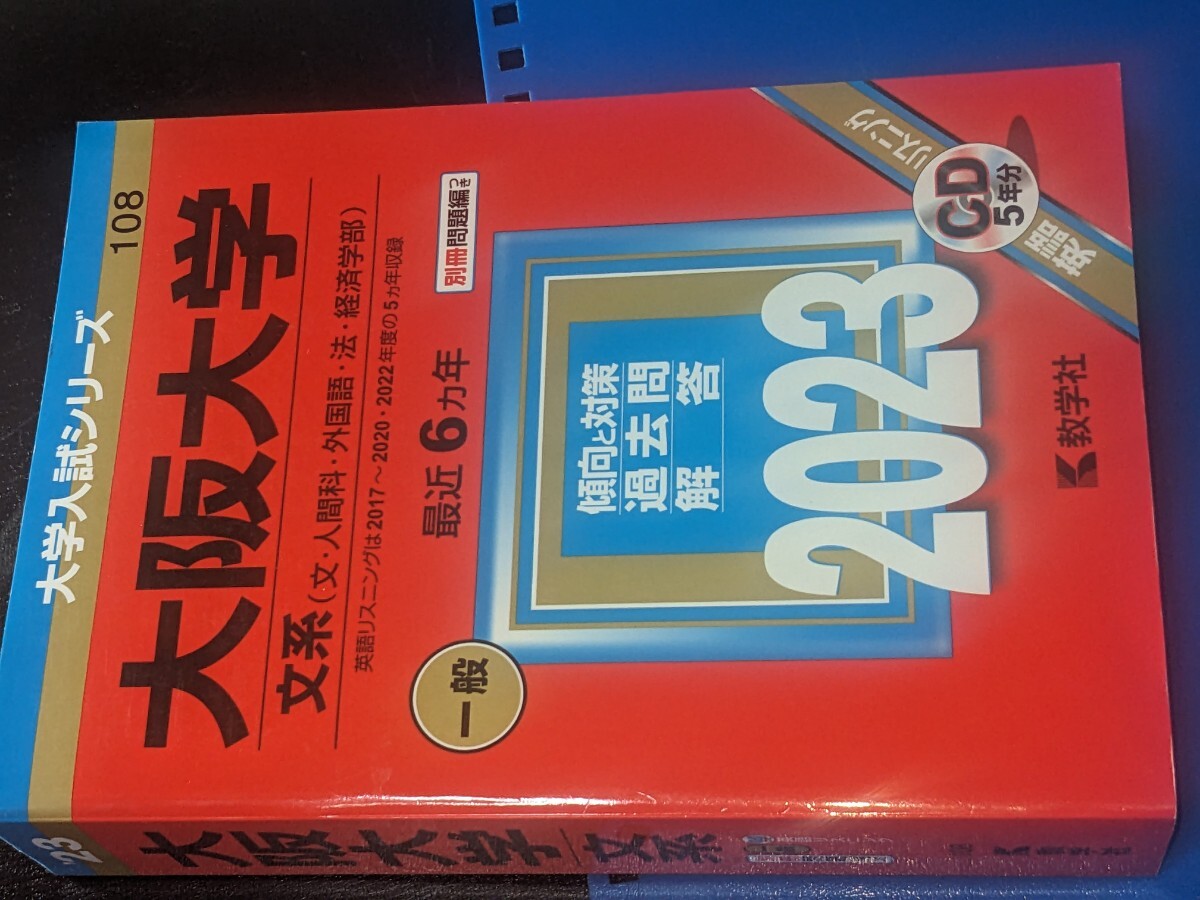 大学入試シリーズ
108
大阪大学
文系(文・人間科・外国語・法・経済学部)
英語リスニングは2017～2020・2022年度の5カ年収録
一般
最近6カ年
別冊問題編つき
傾向と対策
過去問
解答
2023
リスニング
CD
5年分
教学社
23
大阪大学
文系
教学社